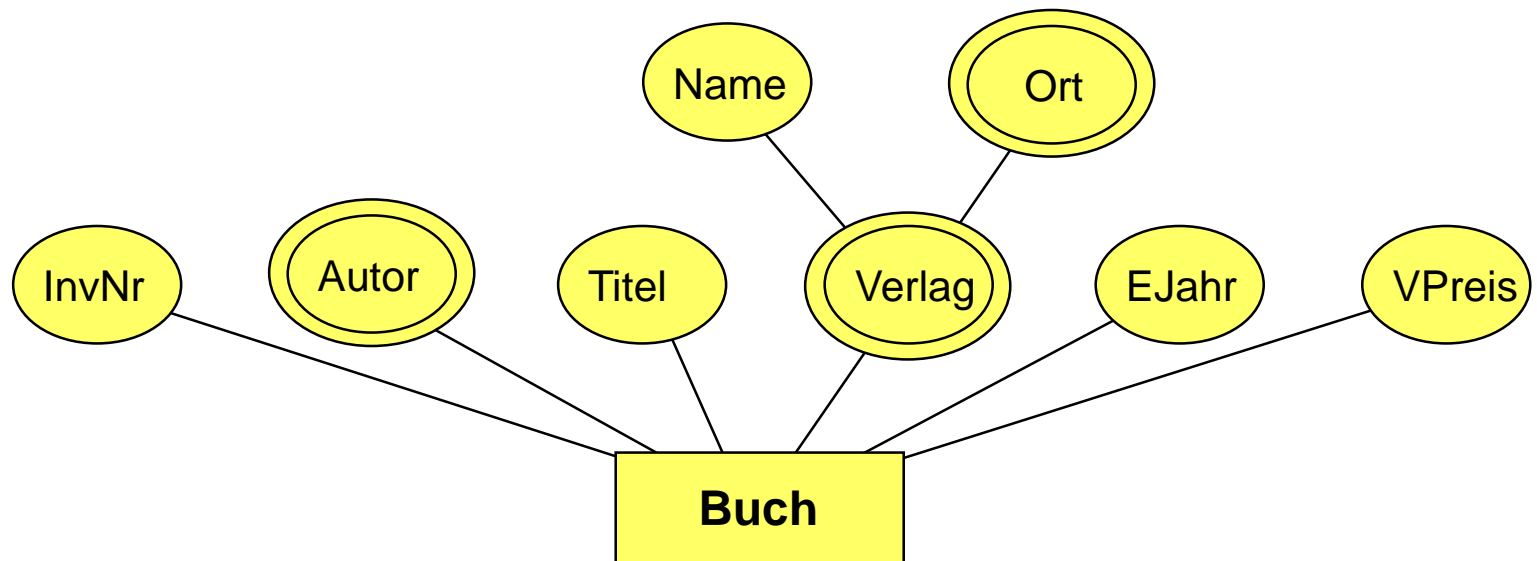 Name
Ort
InvNr
Autor
Titel
Verlag
EJahr
VPreis
Buch